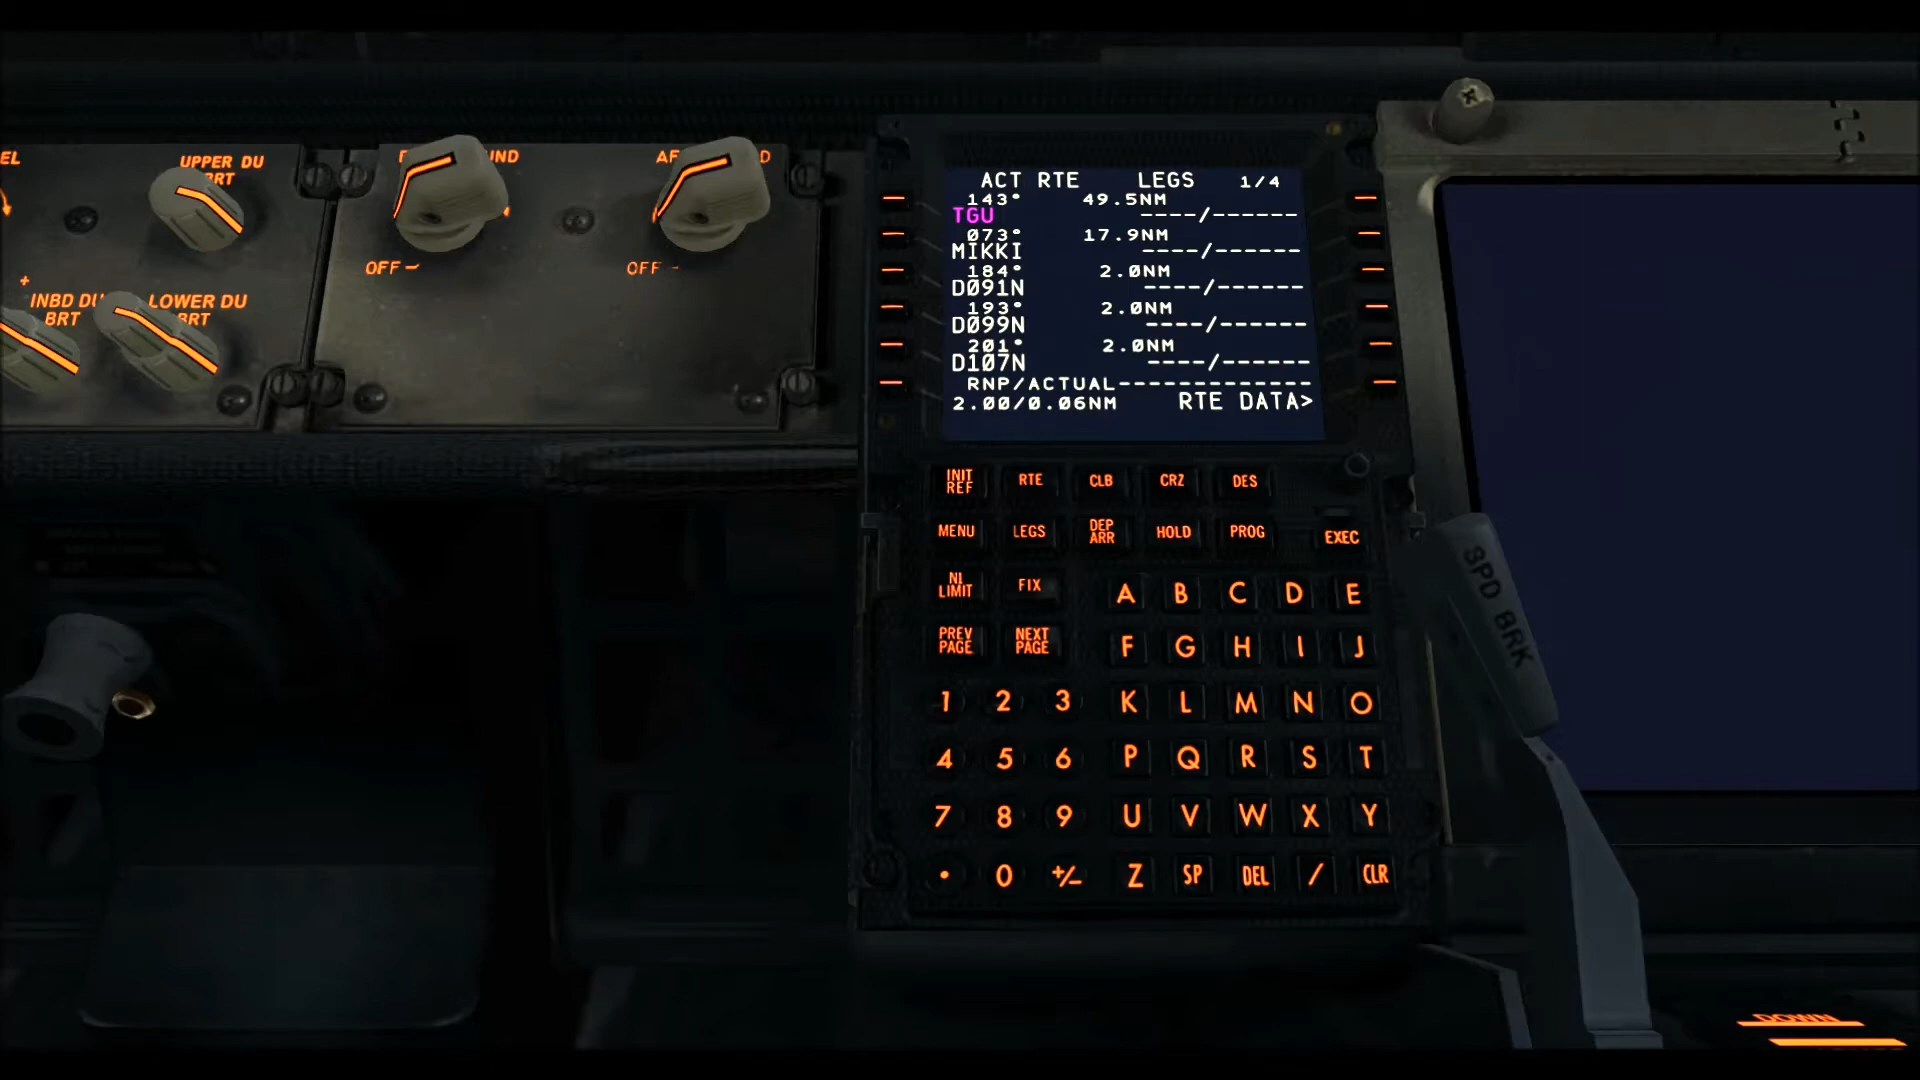 EL
UPPER DU
BRT
OFF
OFF
+
INBD DU
BRT
LOWER DU
BRT
ACT RTE LEGS 1/4
143° 49.5NM
TGU ----/------
073° 17.9NM
MIKKI ----/------
184° 2.0NM
D091N ----/------
193° 2.0NM
D099N ----/------
201° 2.0NM
D107N ----/------
RNP/ACTUAL-------------
2.00/0.06NM RTE DATA>
INIT REF RTE CLB CRZ DES
MENU LEGS DEP ARR HOLD PROG EXEC
N1 LIMIT FIX A B C D E
PREV PAGE NEXT PAGE F G H I J
1 2 3 K L M N O
4 5 6 P Q R S T
7 8 9 U V W X Y
. 0 +/- Z SP DEL / CLR
SPD BRK
DOWN